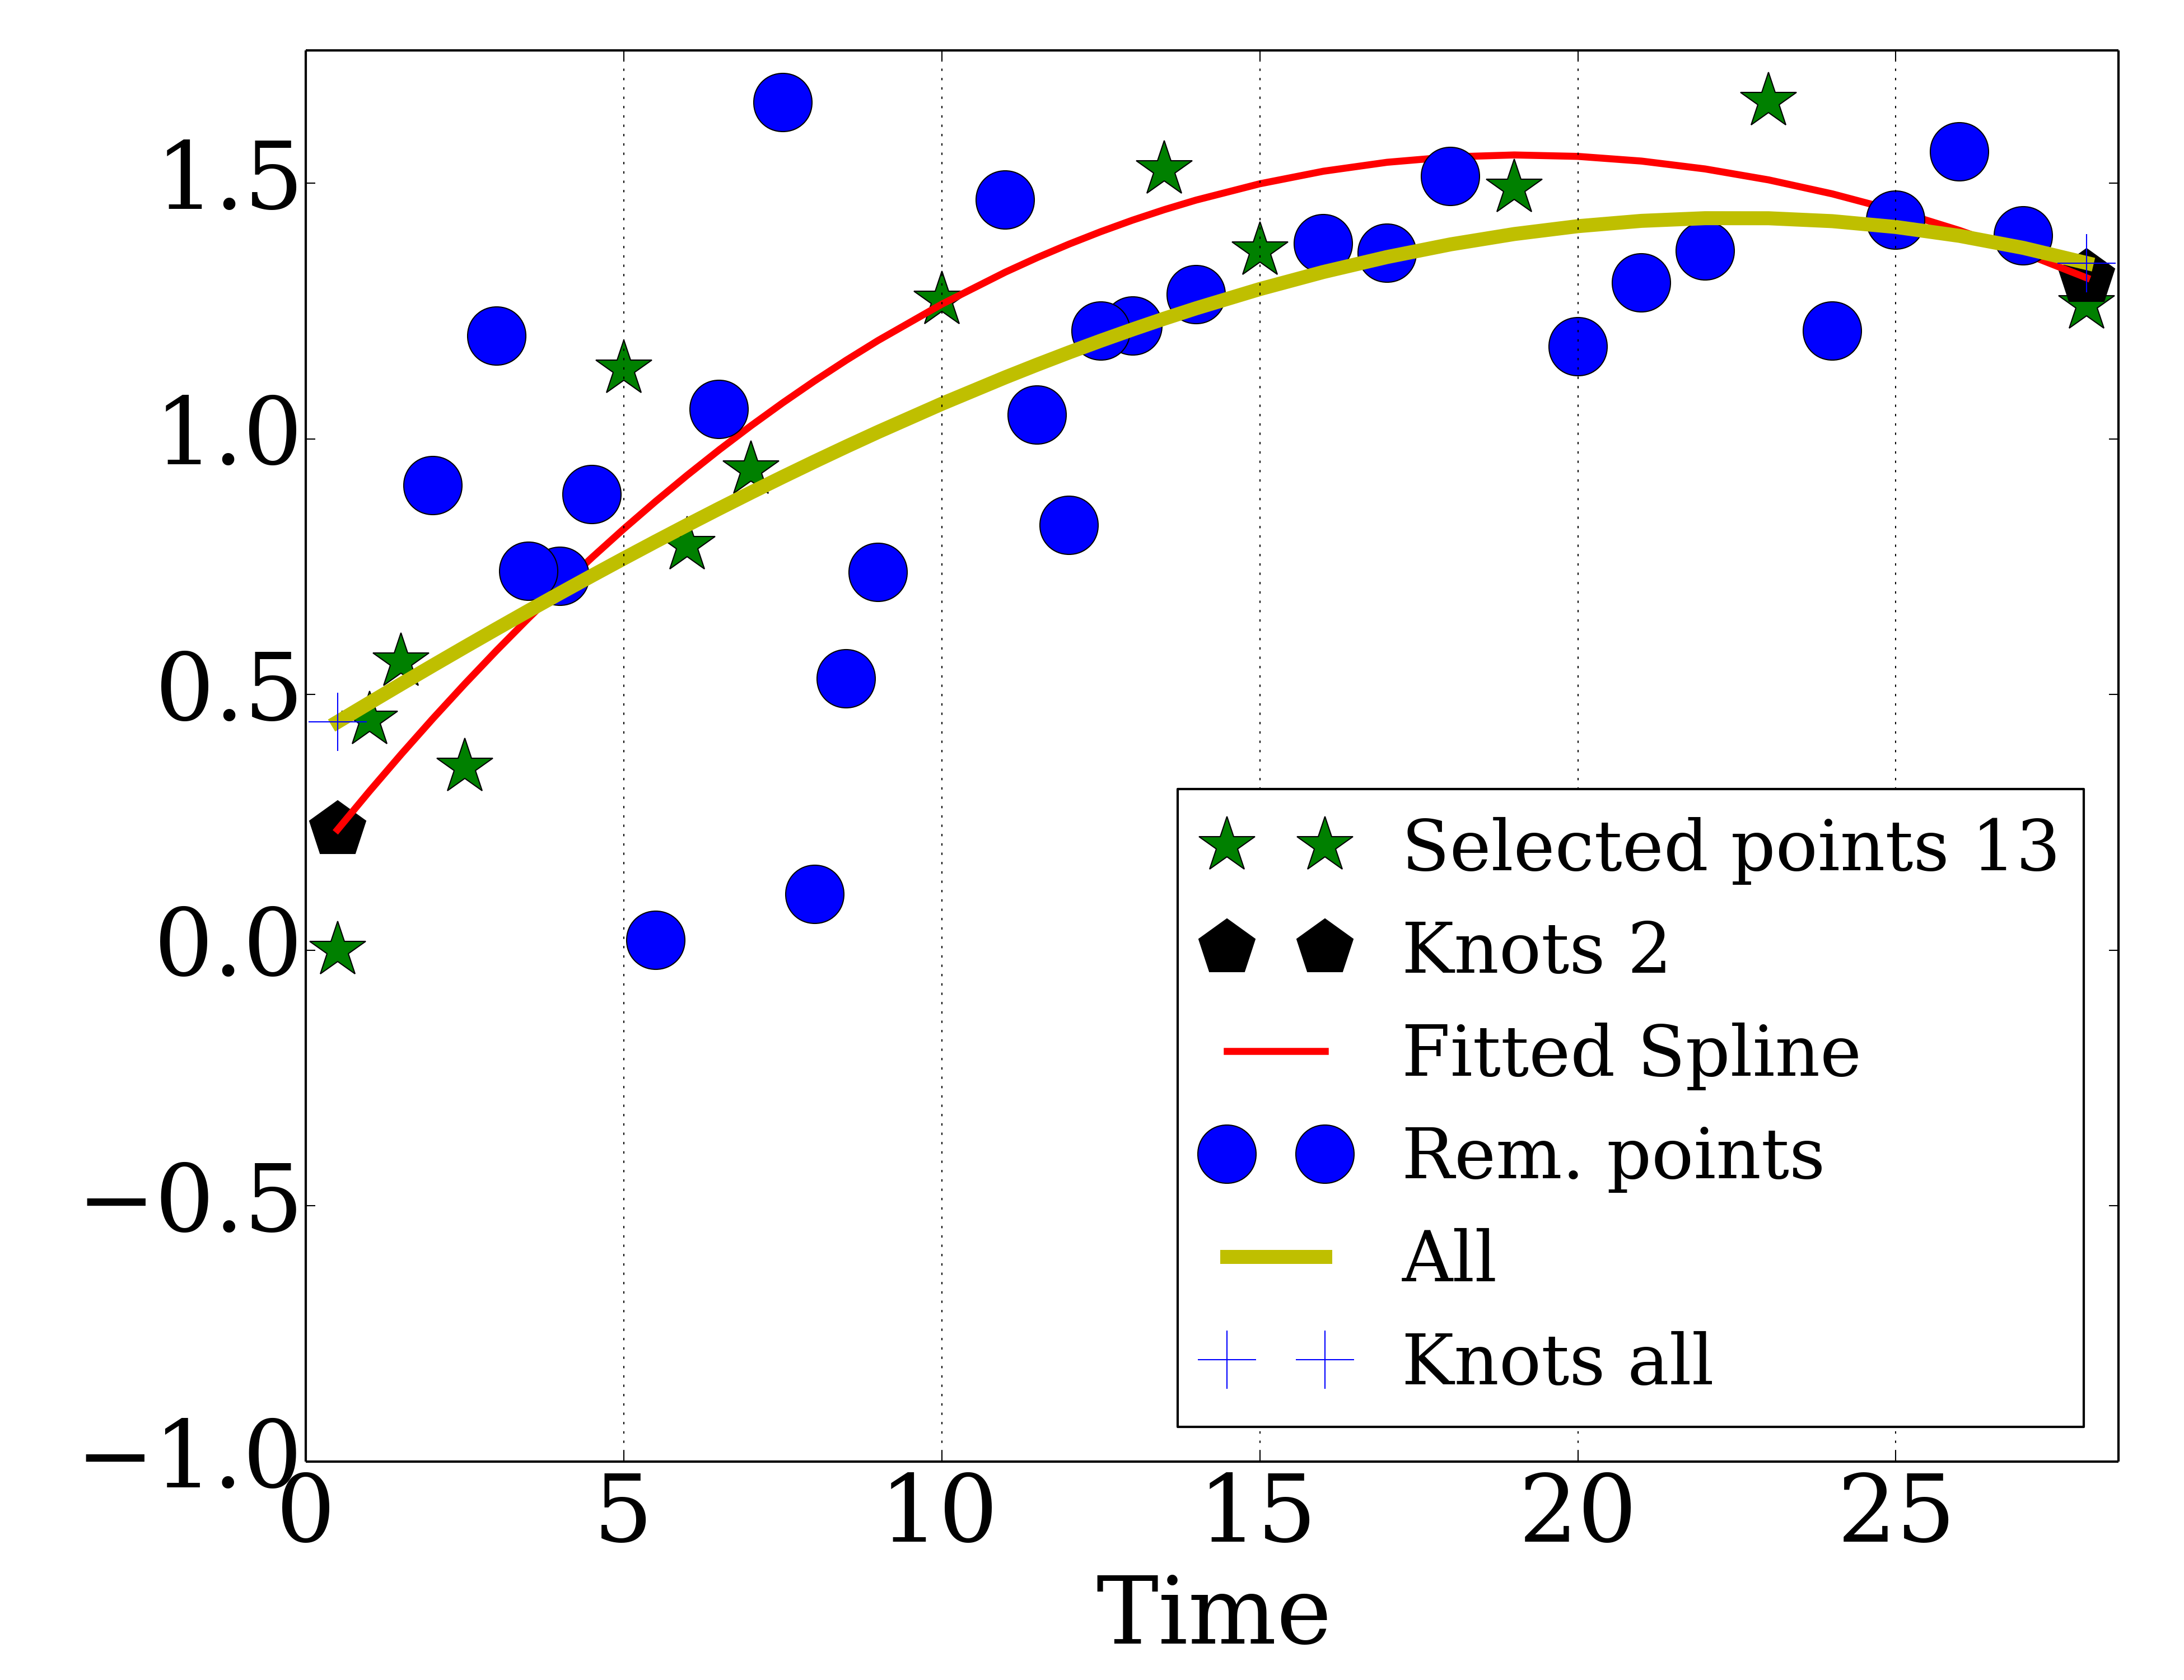 1.5
1.0
0.5
0.0
−0.5
−1.0
0 5 10 15 20 25
Time
Selected points 13
Knots 2
Fitted Spline
Rem. points
All
Knots all